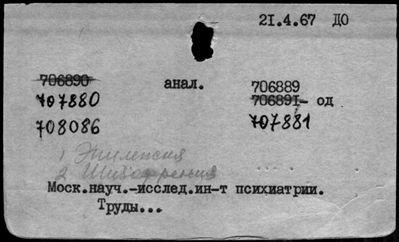 21.4.67 ДО
706890 анал. 706889
707880 706891- од
708086 707881
1 Эпилепсия
2 Шизофрения
Моск.науч.-исслед.ин-т психиатрии.
Труды...